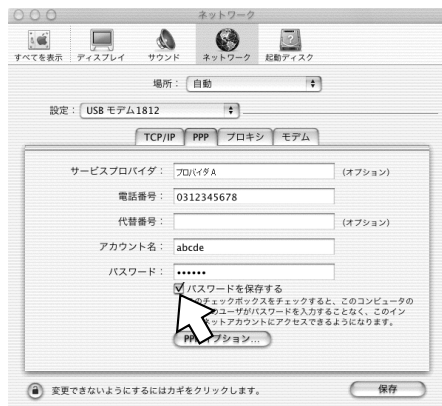 ネットワーク
すべてを表示 ディスプレイ サウンド ネットワーク 起動ディスク
場所： 自動
設定： USB モデム1812
TCP/IP PPP プロキシ モデム
サービスプロバイダ： プロバイダA (オプション)
電話番号： 0312345678
代替番号： (オプション)
アカウント名： abcde
パスワード： ••••••
パスワードを保存する
のチェックボックスをチェックすると、このコンピュータの
のユーザがパスワードを入力することなく、このイン
ネットアカウントにアクセスできるようになります。
PPP オプション...
変更できないようにするにはカギをクリックします。 保存